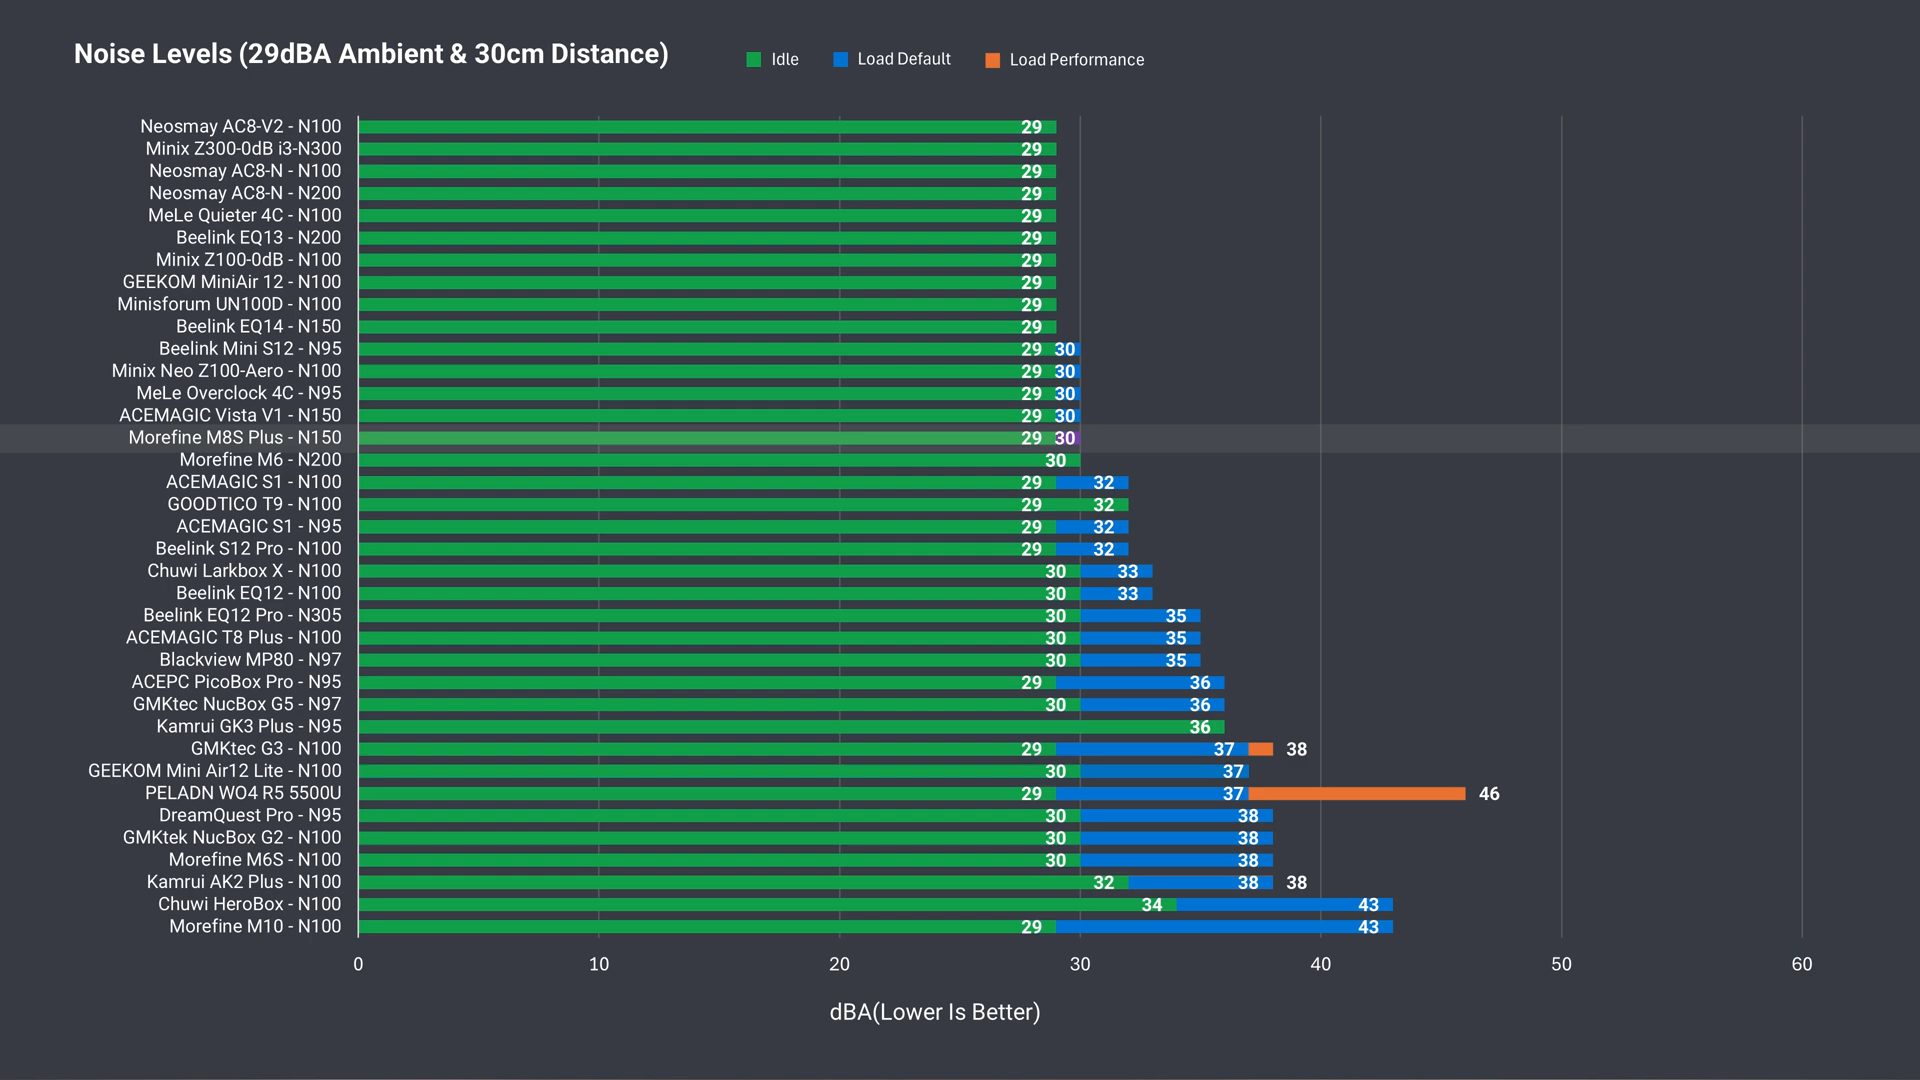 Noise Levels (29dBA Ambient & 30cm Distance)
Idle
Load Default
Load Performance
Neosmay AC8-V2 - N100 29
Minix Z300-0dB i3-N300 29
Neosmay AC8-N - N100 29
Neosmay AC8-N - N200 29
MeLe Quieter 4C - N100 29
Beelink EQ13 - N200 29
Minix Z100-0dB - N100 29
GEEKOM MiniAir 12 - N100 29
Minisforum UN100D - N100 29
Beelink EQ14 - N150 29
Beelink Mini S12 - N95 29 30
Minix Neo Z100-Aero - N100 29 30
MeLe Overclock 4C - N95 29 30
ACEMAGIC Vista V1 - N150 29 30
Morefine M8S Plus - N150 29 30
Morefine M6 - N200 30
ACEMAGIC S1 - N100 29 32
GOODTICO T9 - N100 29 32
ACEMAGIC S1 - N95 29 32
Beelink S12 Pro - N100 29 32
Chuwi Larkbox X - N100 30 33
Beelink EQ12 - N100 30 33
Beelink EQ12 Pro - N305 30 35
ACEMAGIC T8 Plus - N100 30 35
Blackview MP80 - N97 30 35
ACEPC PicoBox Pro - N95 29 36
GMKtec NucBox G5 - N97 30 36
Kamrui GK3 Plus - N95 36
GMKtec G3 - N100 29 37 38
GEEKOM Mini Air12 Lite - N100 30 37
PELADN WO4 R5 5500U 29 37 46
DreamQuest Pro - N95 30 38
GMKtek NucBox G2 - N100 30 38
Morefine M6S - N100 30 38
Kamrui AK2 Plus - N100 32 38 38
Chuwi HeroBox - N100 34 43
Morefine M10 - N100 29 43
0 10 20 30 40 50 60
dBA(Lower Is Better)